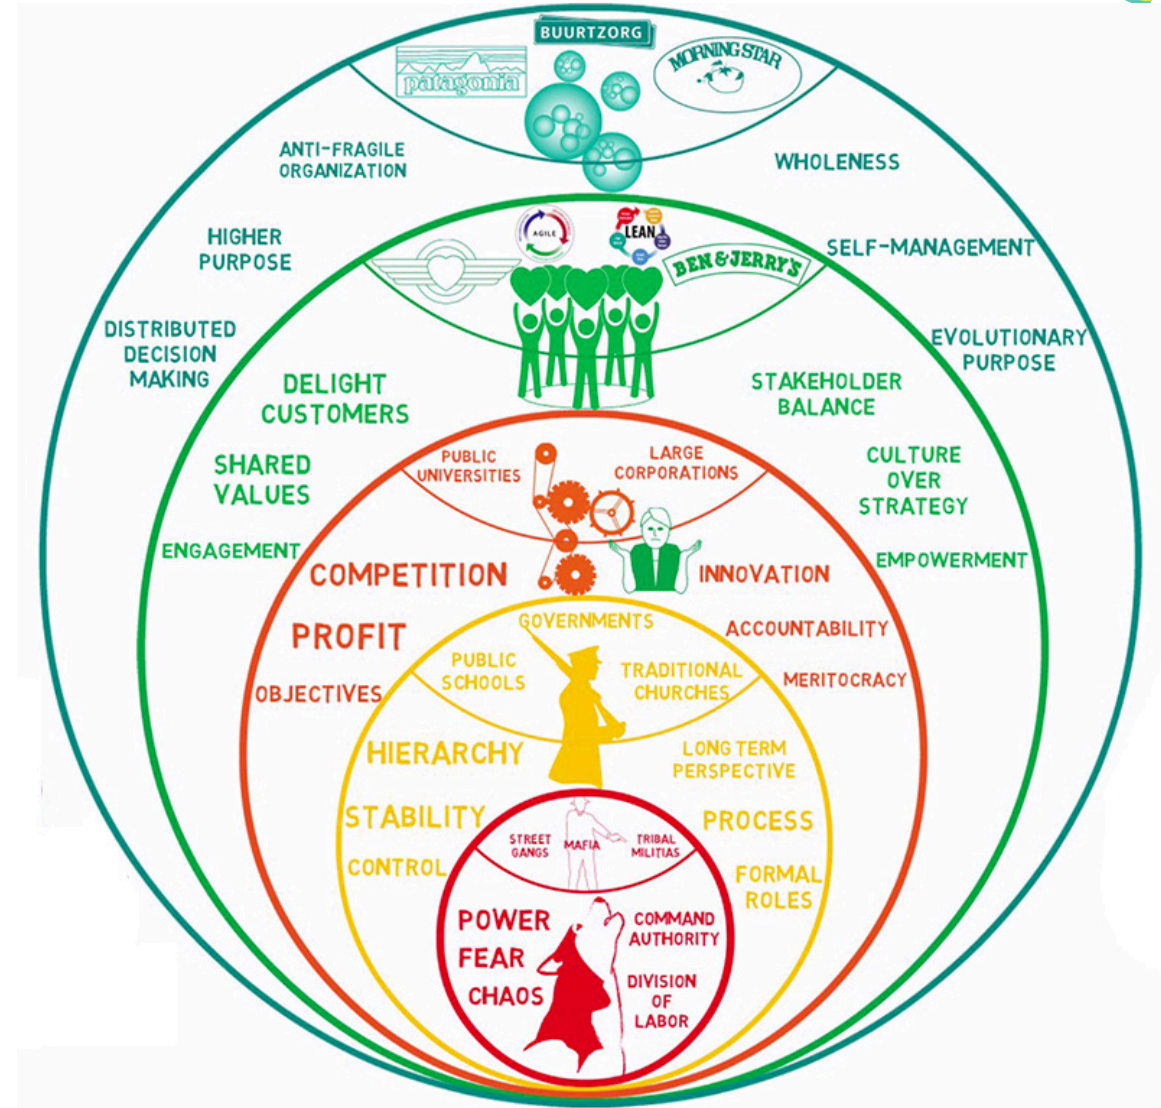 BUURTZORG
patagonia
MORNING STAR
ANTI-FRAGILE
ORGANIZATION
WHOLENESS
HIGHER
PURPOSE
SELF-MANAGEMENT
DISTRIBUTED
DECISION
MAKING
EVOLUTIONARY
PURPOSE
AGILE
LEAN
BEN & JERRY'S
DELIGHT
CUSTOMERS
STAKEHOLDER
BALANCE
SHARED
VALUES
CULTURE
OVER
STRATEGY
ENGAGEMENT
EMPOWERMENT
PUBLIC
UNIVERSITIES
LARGE
CORPORATIONS
COMPETITION
INNOVATION
PROFIT
ACCOUNTABILITY
OBJECTIVES
MERITOCRACY
GOVERNMENTS
PUBLIC
SCHOOLS
TRADITIONAL
CHURCHES
HIERARCHY
LONG TERM
PERSPECTIVE
STABILITY
PROCESS
CONTROL
FORMAL
ROLES
STREET
GANGS
MAFIA
TRIBAL
MILITIAS
POWER
FEAR
CHAOS
COMMAND
AUTHORITY
DIVISION
OF
LABOR